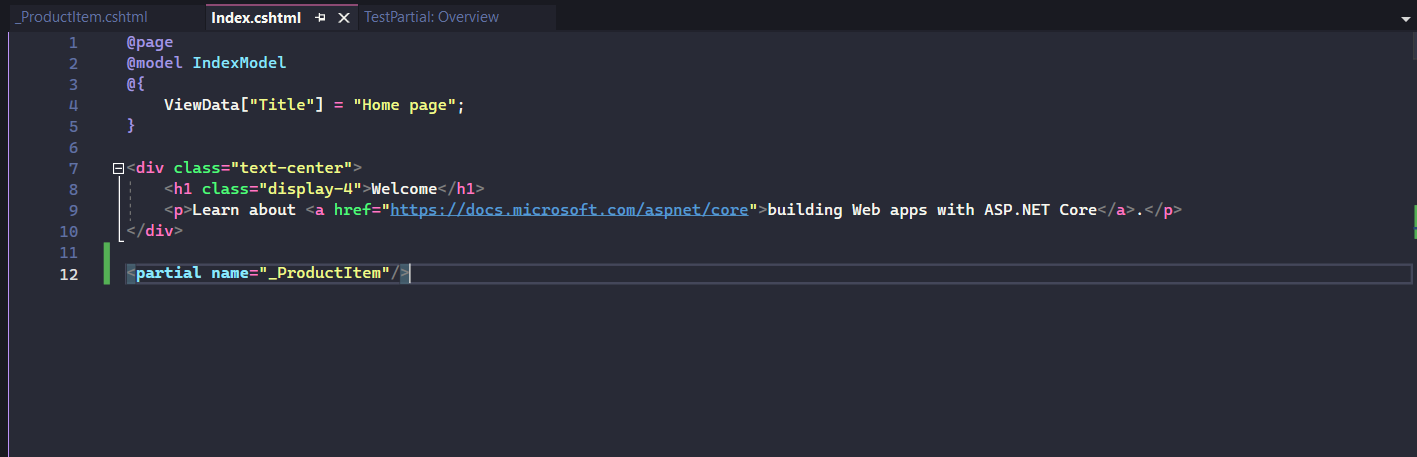 _ProductItem.cshtml Index.cshtml TestPartial: Overview
1 @page
2 @model IndexModel
3 @{
4     ViewData["Title"] = "Home page";
5 }
6
7 <div class="text-center">
8     <h1 class="display-4">Welcome</h1>
9     <p>Learn about <a href="https://docs.microsoft.com/aspnet/core">building Web apps with ASP.NET Core</a>.</p>
10 </div>
11
12 <partial name="_ProductItem"/>